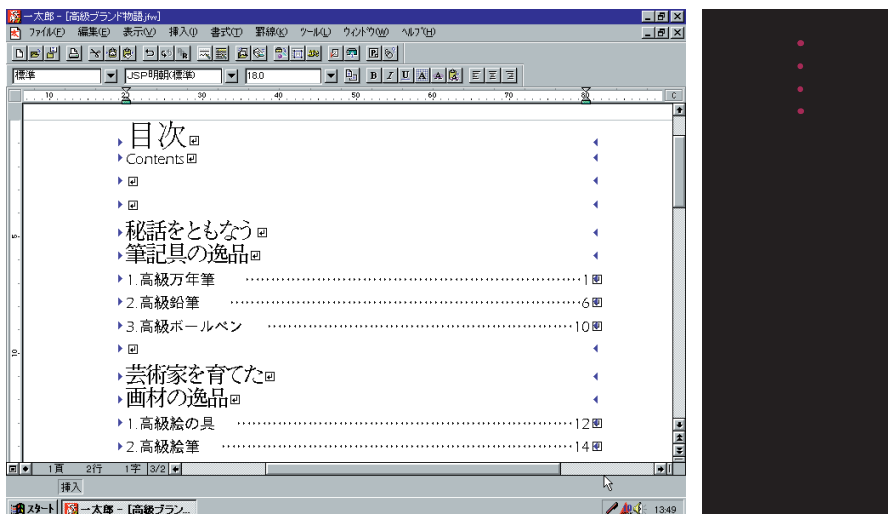 一太郎 - [高級ブランド物語.jfw]
ファイル(F) 編集(E) 表示(V) 挿入(I) 書式(T) 罫線(K) ツール(L) ウィンドウ(W) ヘルプ(H)
標準 JSP明朝(標準) 18.0 B I U A A
10 20 30 40 50 60 70 80 C
目次
Contents
秘話をともなう
5
筆記具の逸品
1.高級万年筆 ………… 1
2.高級鉛筆 ………… 6
3.高級ボールペン ………… 10
10
芸術家を育てた
画材の逸品
1.高級絵の具 ………… 12
2.高級絵筆 ………… 14
1頁 2行 1字 3/2
挿入
スタート 一太郎 - [高級ブラン... 13:49